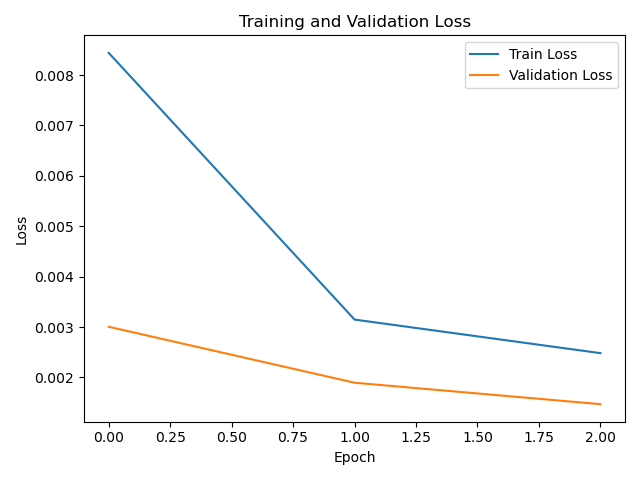 Training and Validation Loss
Train Loss
Validation Loss
0.008
0.007
0.006
0.005
0.004
0.003
0.002
Loss
0.00 0.25 0.50 0.75 1.00 1.25 1.50 1.75 2.00
Epoch